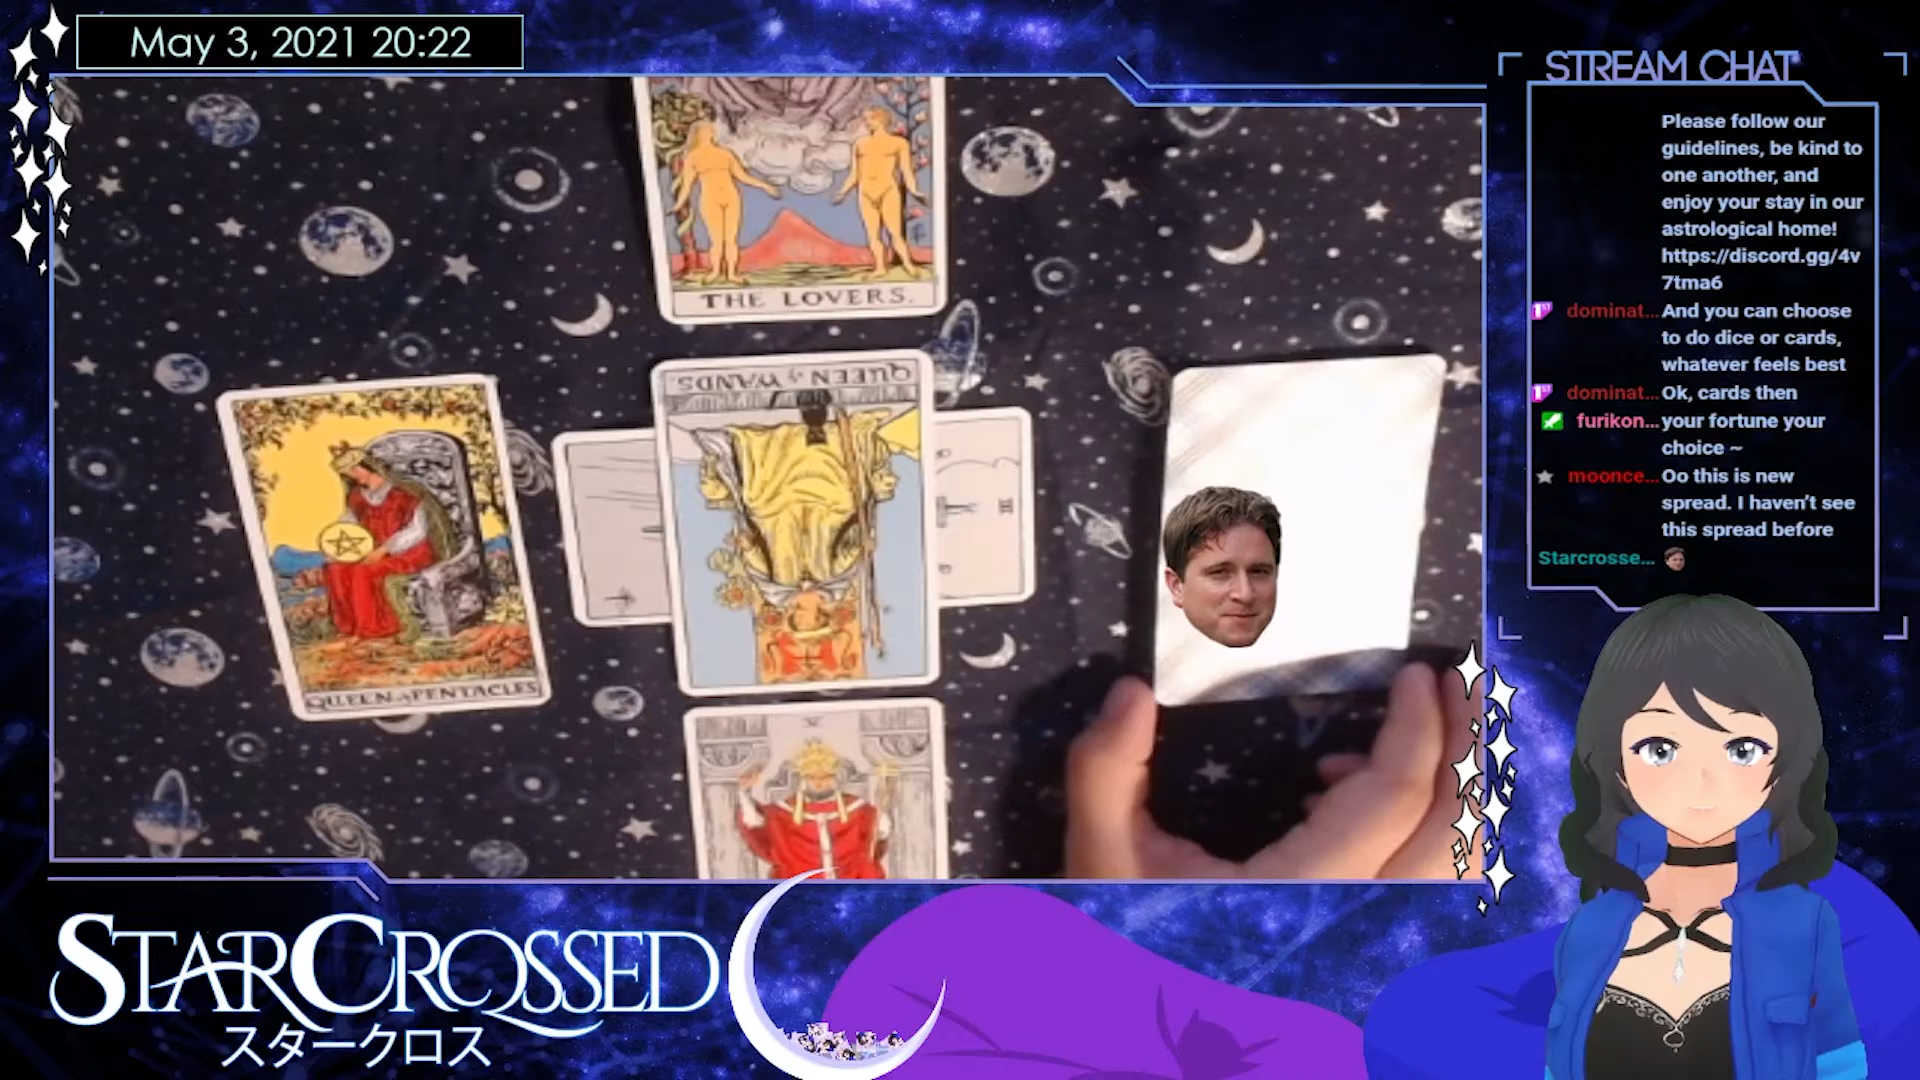 May 3, 2021 20:22
THE LOVERS.
QUEEN of WANDS.
III
QUEEN of PENTACLES
V
STREAM CHAT
Please follow our
guidelines, be kind to
one another, and
enjoy your stay in our
astrological home!
https://discord.gg/4v
7tma6
dominat... And you can choose
to do dice or cards,
whatever feels best
dominat... Ok, cards then
furikon... your fortune your
choice ~
moonce... Oo this is new
spread. I haven't see
this spread before
Starcrosse...
STARCROSSED
スタークロス